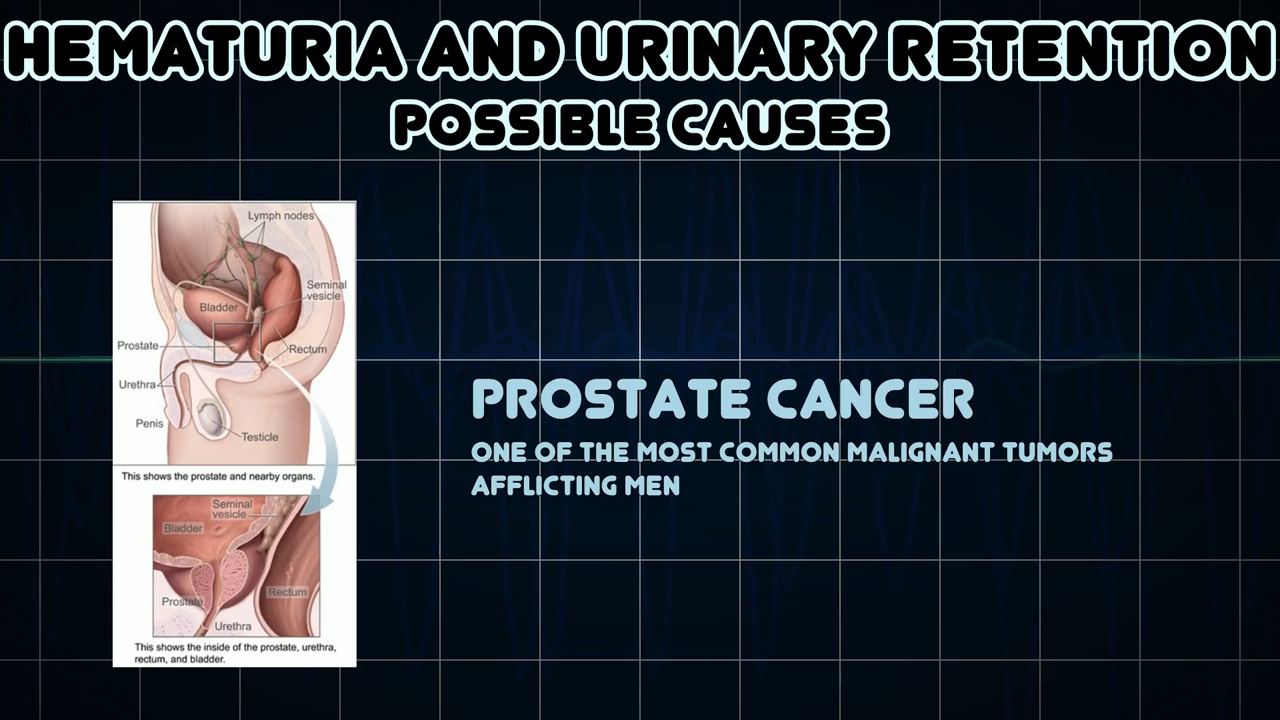 HEMATURIA AND URINARY RETENTION
POSSIBLE CAUSES
Lymph nodes
Seminal
vesicle
Bladder
Prostate
Rectum
Urethra
Penis
Testicle
This shows the prostate and nearby organs.
Seminal
vesicle
Bladder
Rectum
Prostate
Urethra
This shows the inside of the prostate, urethra,
rectum, and bladder.
PROSTATE CANCER
ONE OF THE MOST COMMON MALIGNANT TUMORS
AFFLICTING MEN